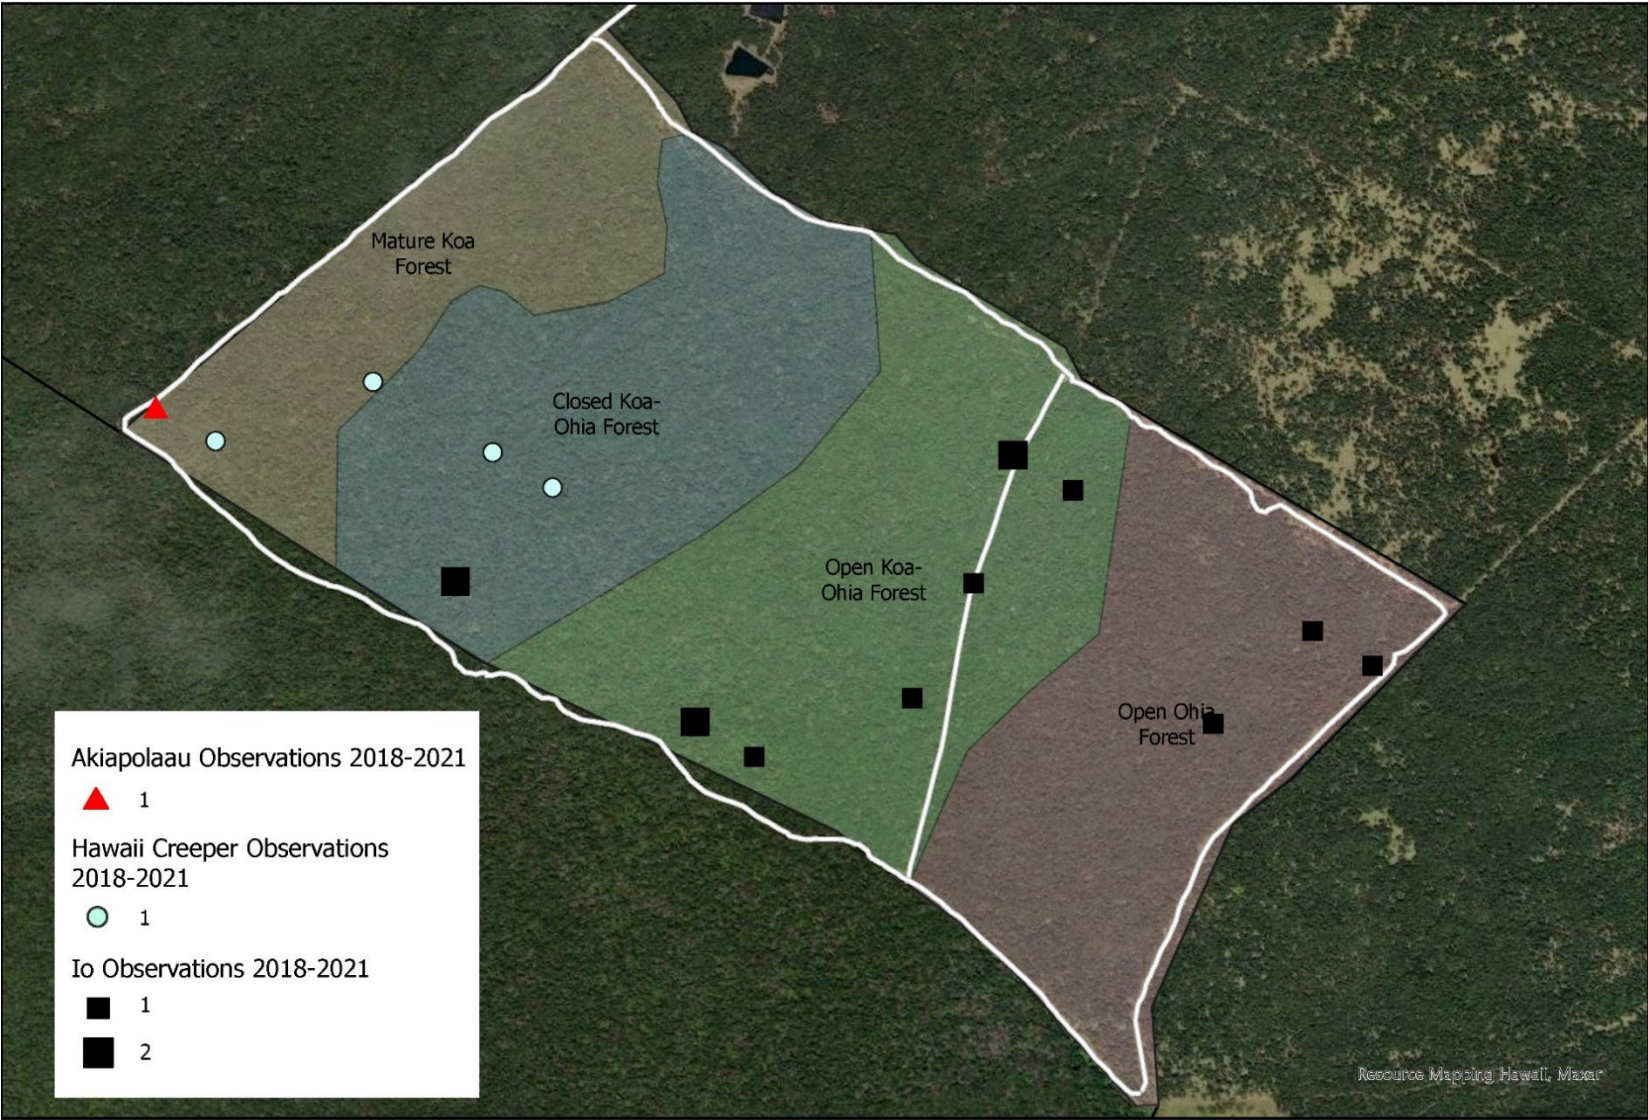 Mature Koa
Forest
Closed Koa-
Ohia Forest
Open Koa-
Ohia Forest
Open Ohia
Forest
Akiapolaau Observations 2018-2021
1
Hawaii Creeper Observations
2018-2021
1
Io Observations 2018-2021
1
2
Resource Mapping Hawaii, Maxar